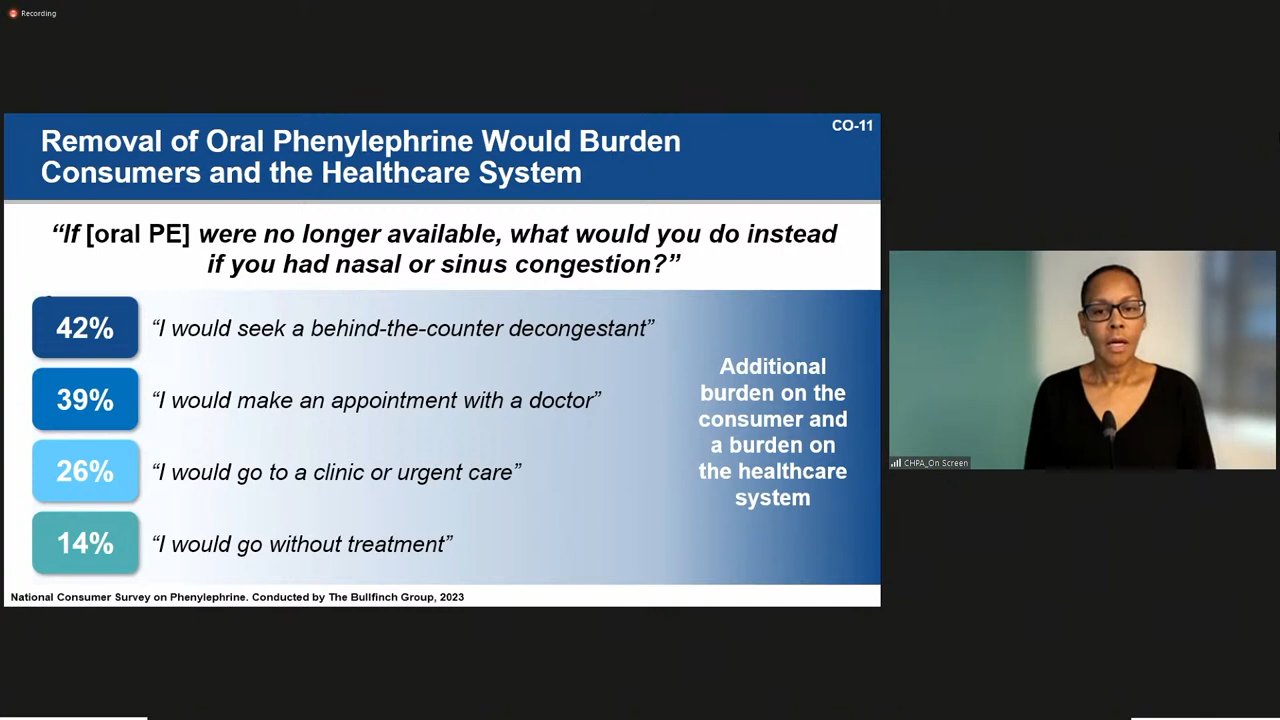 Recording
CO-11
Removal of Oral Phenylephrine Would Burden
Consumers and the Healthcare System
“If [oral PE] were no longer available, what would you do instead
if you had nasal or sinus congestion?”
42% “I would seek a behind-the-counter decongestant”
39% “I would make an appointment with a doctor”
26% “I would go to a clinic or urgent care”
14% “I would go without treatment”
Additional
burden on the
consumer and
a burden on
the healthcare
system
National Consumer Survey on Phenylephrine. Conducted by The Bullfinch Group, 2023
CHPA_On Screen